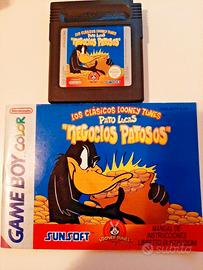 LOS CLÁSICOS LOONEY TUNES
PATO LUCAS
"NEGOCIOS PATOSOS"
Nintendo
GAME BOY COLOR
LOS CLÁSICOS LOONEY TUNES
PATO LUCAS
"NEGOCIOS PATOSOS"
SUNSOFT
LOONEY TUNES
MANUAL DE
INSTRUCCIONES
Subito